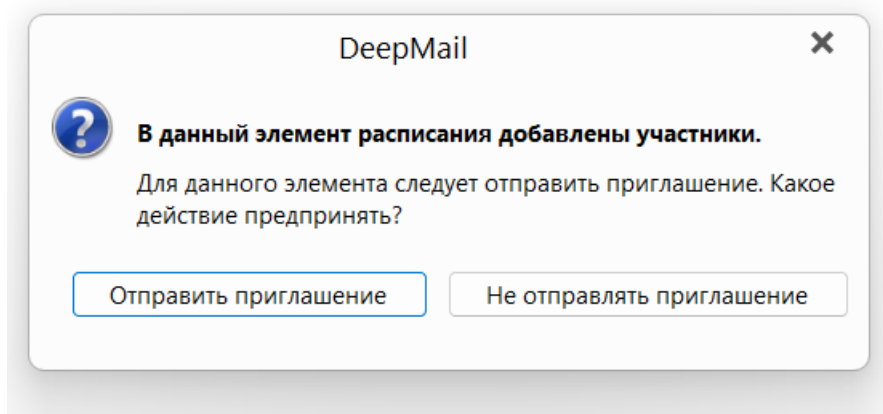 DeepMail
В данный элемент расписания добавлены участники.
Для данного элемента следует отправить приглашение. Какое
действие предпринять?
Отправить приглашение
Не отправлять приглашение